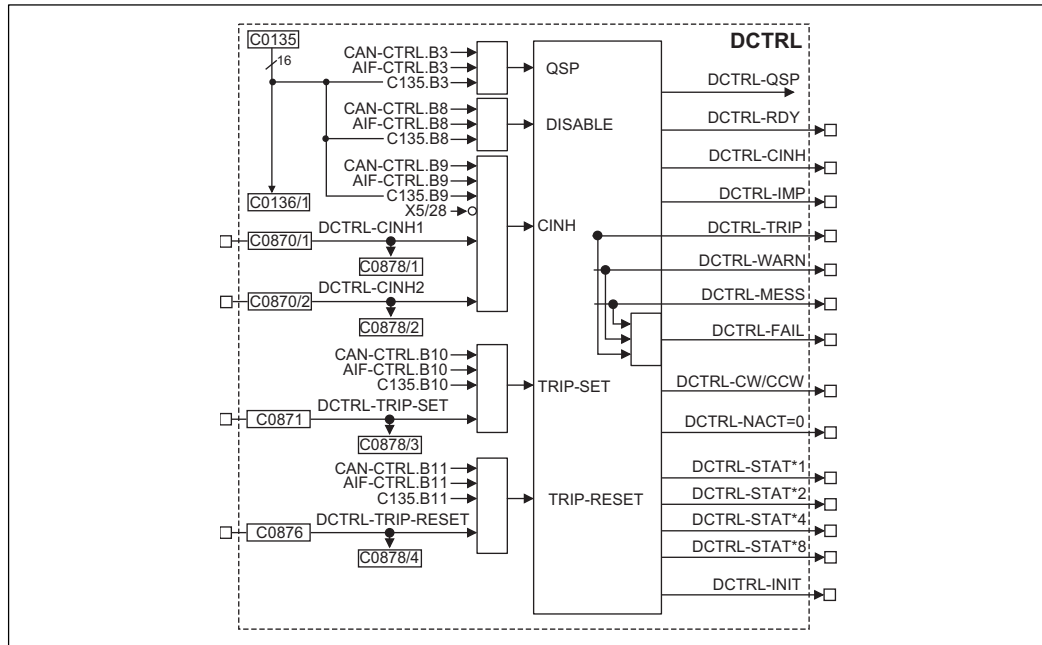 DCTRL
C0135
16
CAN-CTRL.B3
AIF-CTRL.B3
C135.B3
QSP
CAN-CTRL.B8
AIF-CTRL.B8
C135.B8
DISABLE
CAN-CTRL.B9
AIF-CTRL.B9
C135.B9
X5/28
CINH
C0136/1
C0870/1
DCTRL-CINH1
C0878/1
C0870/2
DCTRL-CINH2
C0878/2
CAN-CTRL.B10
AIF-CTRL.B10
C135.B10
TRIP-SET
C0871
DCTRL-TRIP-SET
C0878/3
CAN-CTRL.B11
AIF-CTRL.B11
C135.B11
TRIP-RESET
C0876
DCTRL-TRIP-RESET
C0878/4
DCTRL-QSP
DCTRL-RDY
DCTRL-CINH
DCTRL-IMP
DCTRL-TRIP
DCTRL-WARN
DCTRL-MESS
DCTRL-FAIL
DCTRL-CW/CCW
DCTRL-NACT=0
DCTRL-STAT*1
DCTRL-STAT*2
DCTRL-STAT*4
DCTRL-STAT*8
DCTRL-INIT